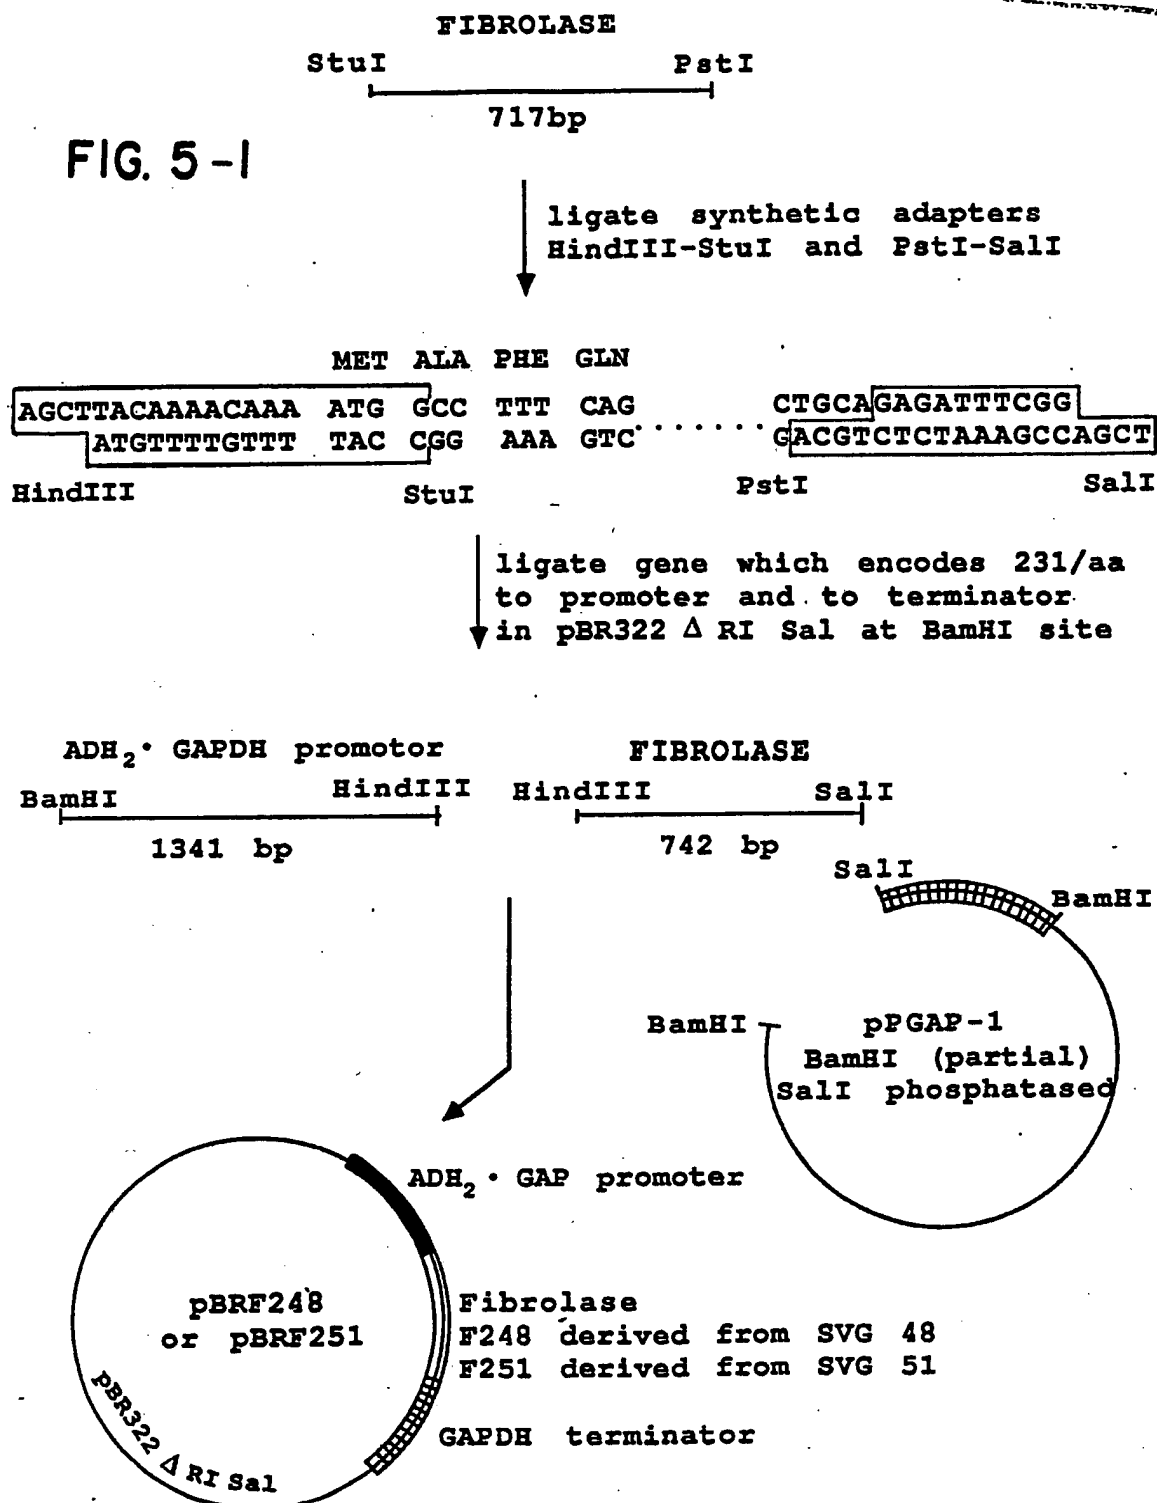 FIBROLASE
StuI PstI
717bp
FIG. 5-1
ligate synthetic adapters
HindIII-StuI and PstI-SalI
MET ALA PHE GLN
AGCTTACAAAACAAA ATG GCC TTT CAG CTGCAGAGATTTCGG
ATGTTTTGTTT TAC CGG AAA GTC.......GACGTCTCTAAAGCCAGCT
HindIII StuI PstI SalI
ligate gene which encodes 231/aa
to promoter and to terminator
in pBR322 Δ RI Sal at BamHI site
ADH2• GAPDH promotor
BamHI HindIII
1341 bp
FIBROLASE
HindIII SalI
742 bp
SalI
BamHI
BamHI
pPGAP-1
BamHI (partial)
SalI phosphatased
ADH2 • GAP promoter
pBRF248
or pBRF251
Fibrolase
F248 derived from SVG 48
F251 derived from SVG 51
GAPDH terminator
pBR322 Δ RI Sal